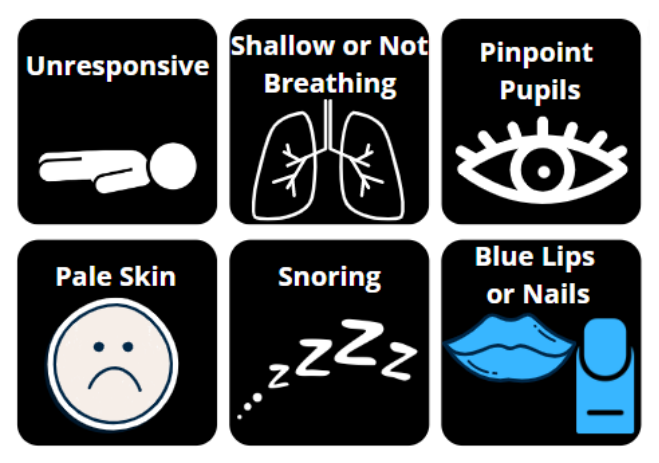 Unresponsive
Shallow or Not
Breathing
Pinpoint
Pupils
Pale Skin
Snoring
z z z z
Blue Lips
or Nails